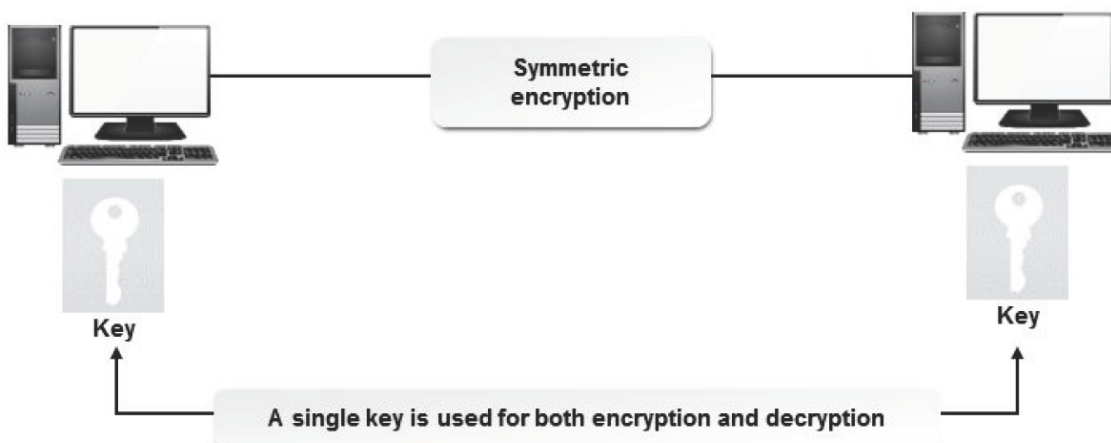 Symmetric
encryption
Key
Key
A single key is used for both encryption and decryption